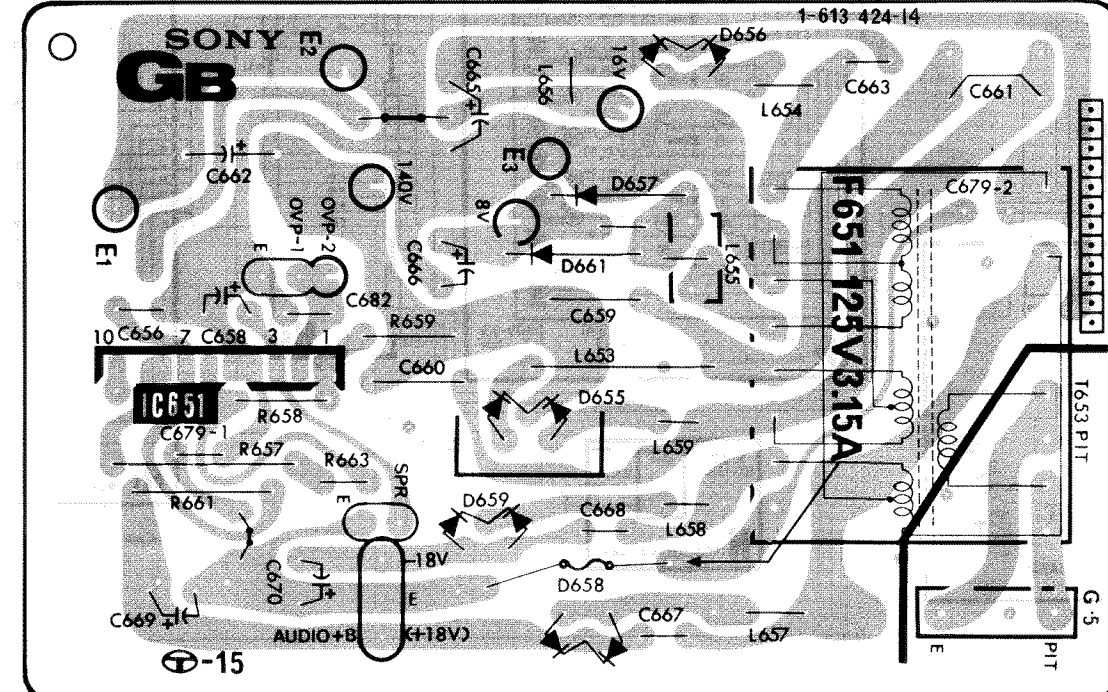 1-613 424-14
SONY
GB
E2
C665
L656
16V
D656
C663
C661
L654
C662
140V
E3
8V
D657
C679-2
E1
E
OVP-1
OVP-2
C666
D661
L655
F651 125V3.15A
C682
C659
C656
C658
R659
10
7
3
1
C660
L653
IC651
R658
D655
T653 PIT
C679-1
R657
R663
L659
R661
SPR
E
D659
C668
L658
-18V
C670
E
D658
C669
AUDIO+B
(+18V)
C667
L657
G-5
E
PIT
T-15